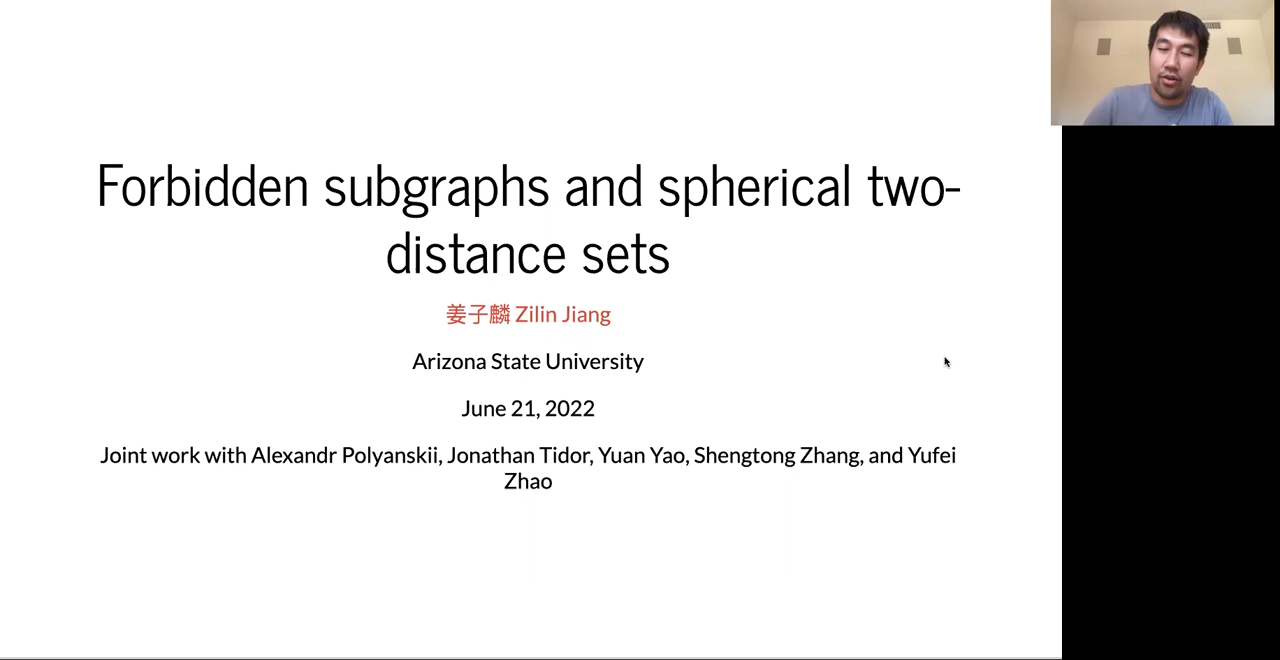 Forbidden subgraphs and spherical two-
distance sets
姜子麟 Zilin Jiang
Arizona State University
June 21, 2022
Joint work with Alexandr Polyanskii, Jonathan Tidor, Yuan Yao, Shengtong Zhang, and Yufei
Zhao